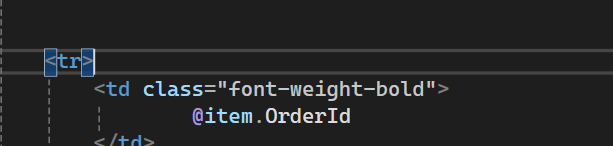 <tr>
<td class="font-weight-bold">
@item.OrderId
</td>